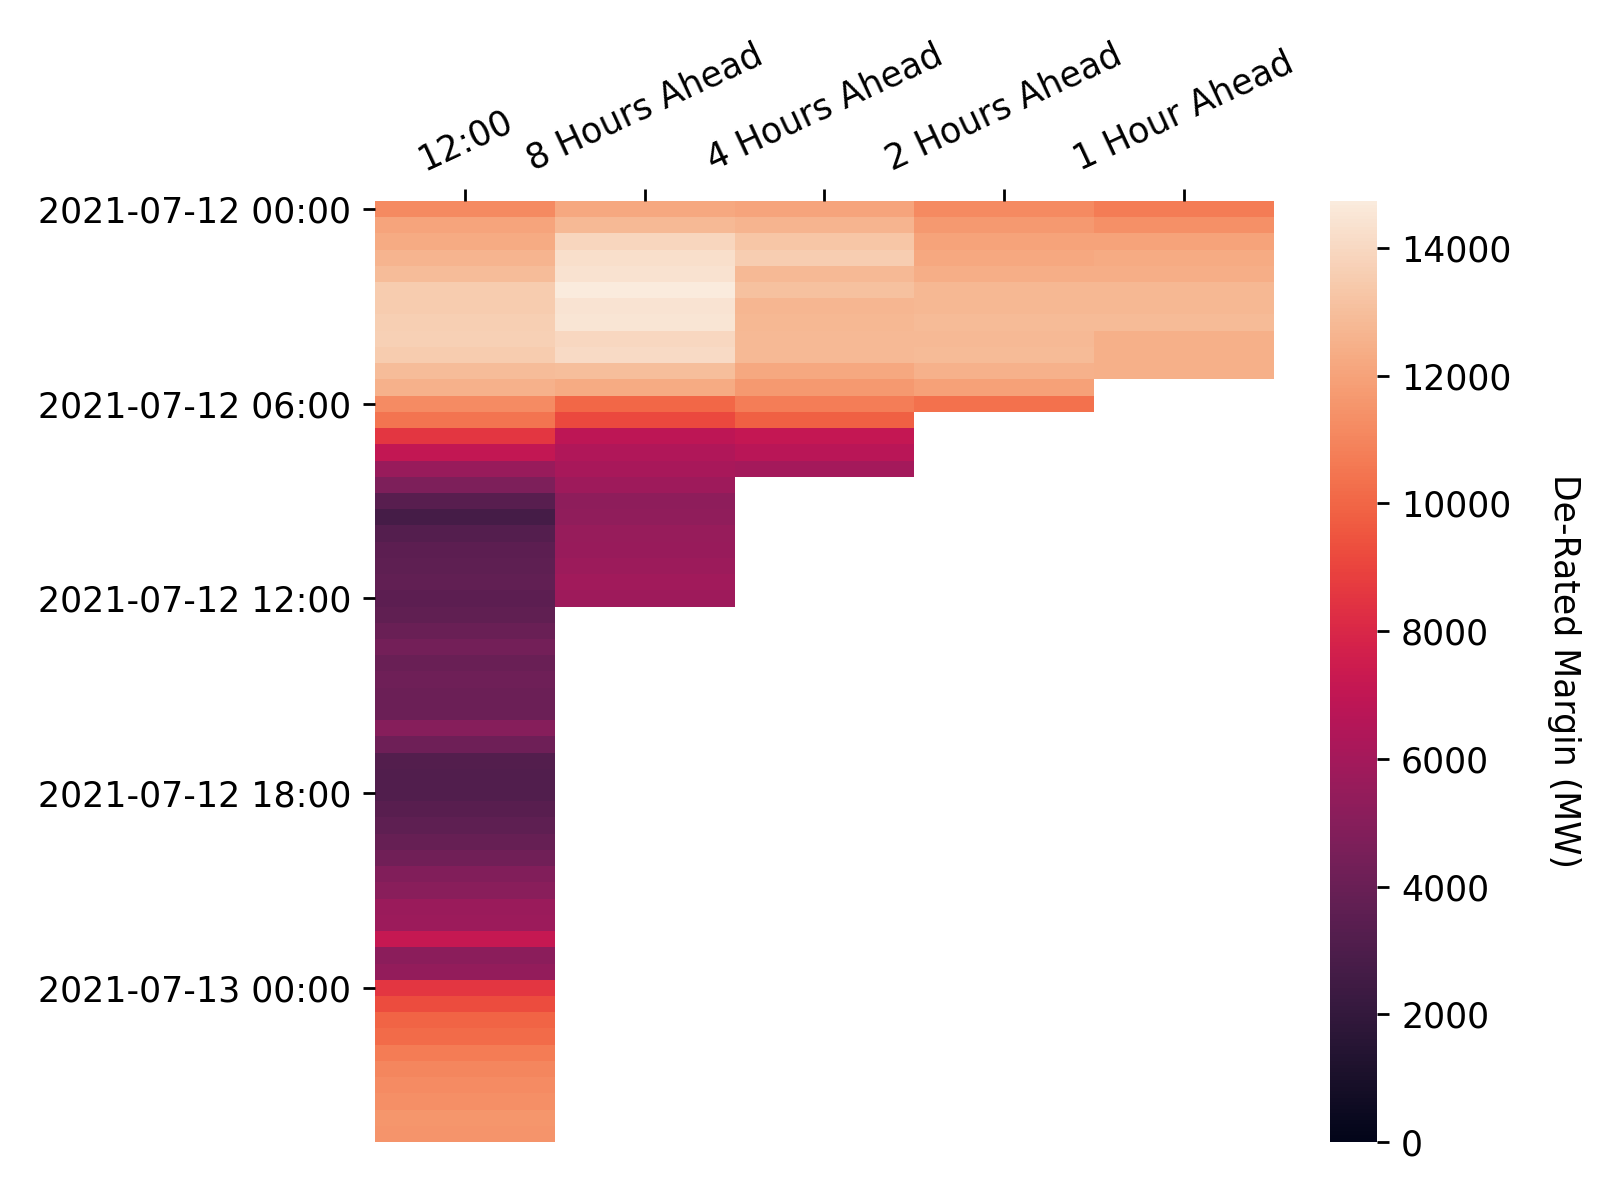 12:00
8 Hours Ahead
4 Hours Ahead
2 Hours Ahead
1 Hour Ahead
2021-07-12 00:00
2021-07-12 06:00
2021-07-12 12:00
2021-07-12 18:00
2021-07-13 00:00
14000
12000
10000
8000
6000
4000
2000
0
De-Rated Margin (MW)